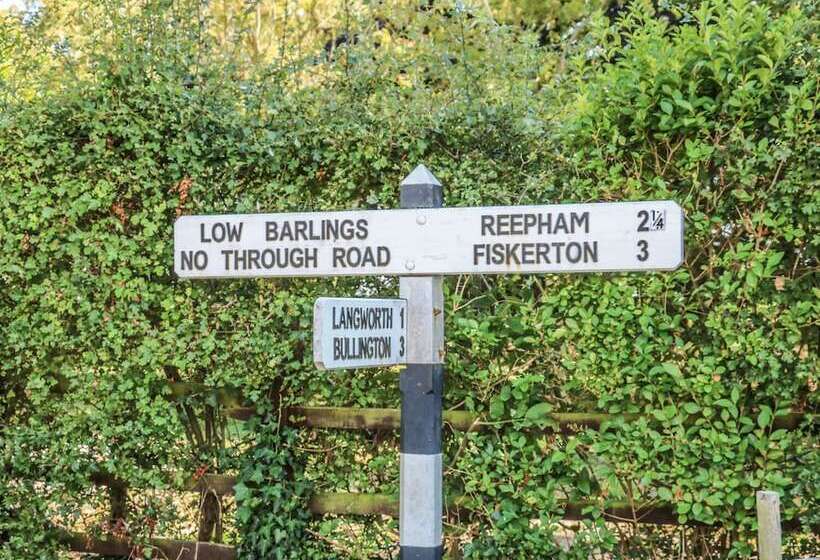 LOW BARLINGS
NO THROUGH ROAD
REEPHAM 2¼
FISKERTON 3
LANGWORTH 1
BULLINGTON 3